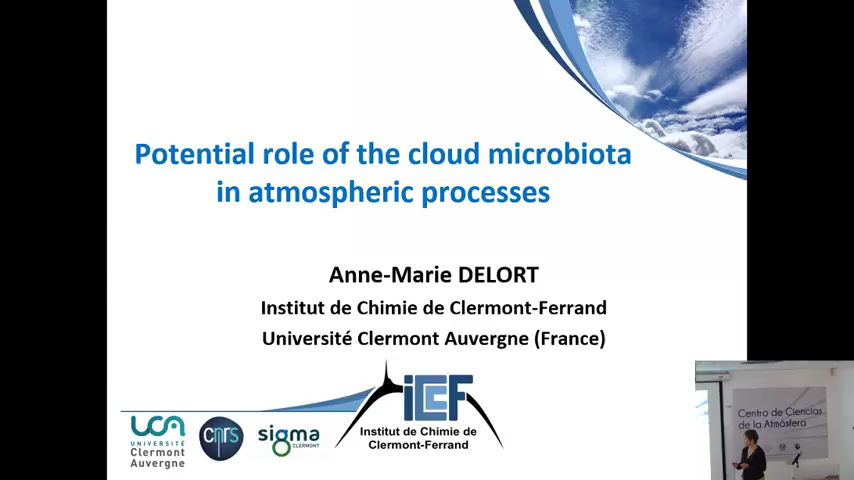 Potential role of the cloud microbiota
in atmospheric processes
Anne-Marie DELORT
Institut de Chimie de Clermont-Ferrand
Université Clermont Auvergne (France)
UCA
UNIVERSITÉ
Clermont
Auvergne
cnrs
sigma
CLERMONT
iCCF
Institut de Chimie de
Clermont-Ferrand
Centro de Ciencias
de la Atmósfera